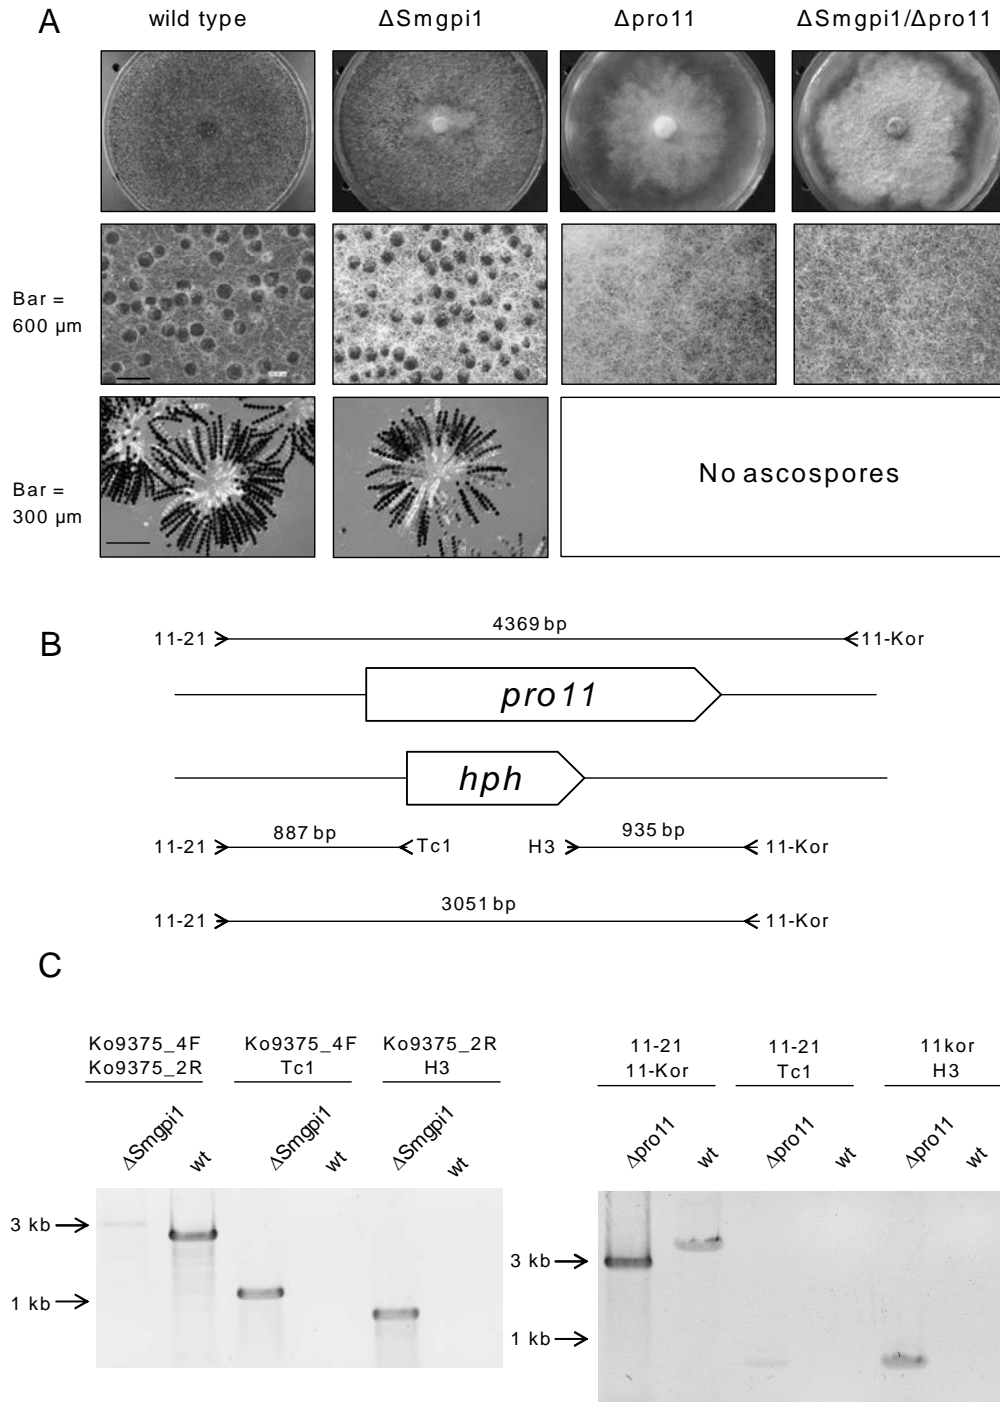 A
wild type
ΔSmgpi1
Δpro11
ΔSmgpi1/Δpro11
Bar =
600 µm
Bar =
300 µm
No ascospores
B
4369 bp
11-21
11-Kor
pro11
hph
887 bp
935 bp
11-21
Tc1
H3
11-Kor
3051 bp
11-21
11-Kor
C
Ko9375_4F
Ko9375_2R
Ko9375_4F
Tc1
Ko9375_2R
H3
11-21
11-Kor
11-21
Tc1
11kor
H3
ΔSmgpi1
wt
ΔSmgpi1
wt
ΔSmgpi1
wt
Δpro11
wt
Δpro11
wt
Δpro11
wt
3 kb
1 kb
3 kb
1 kb